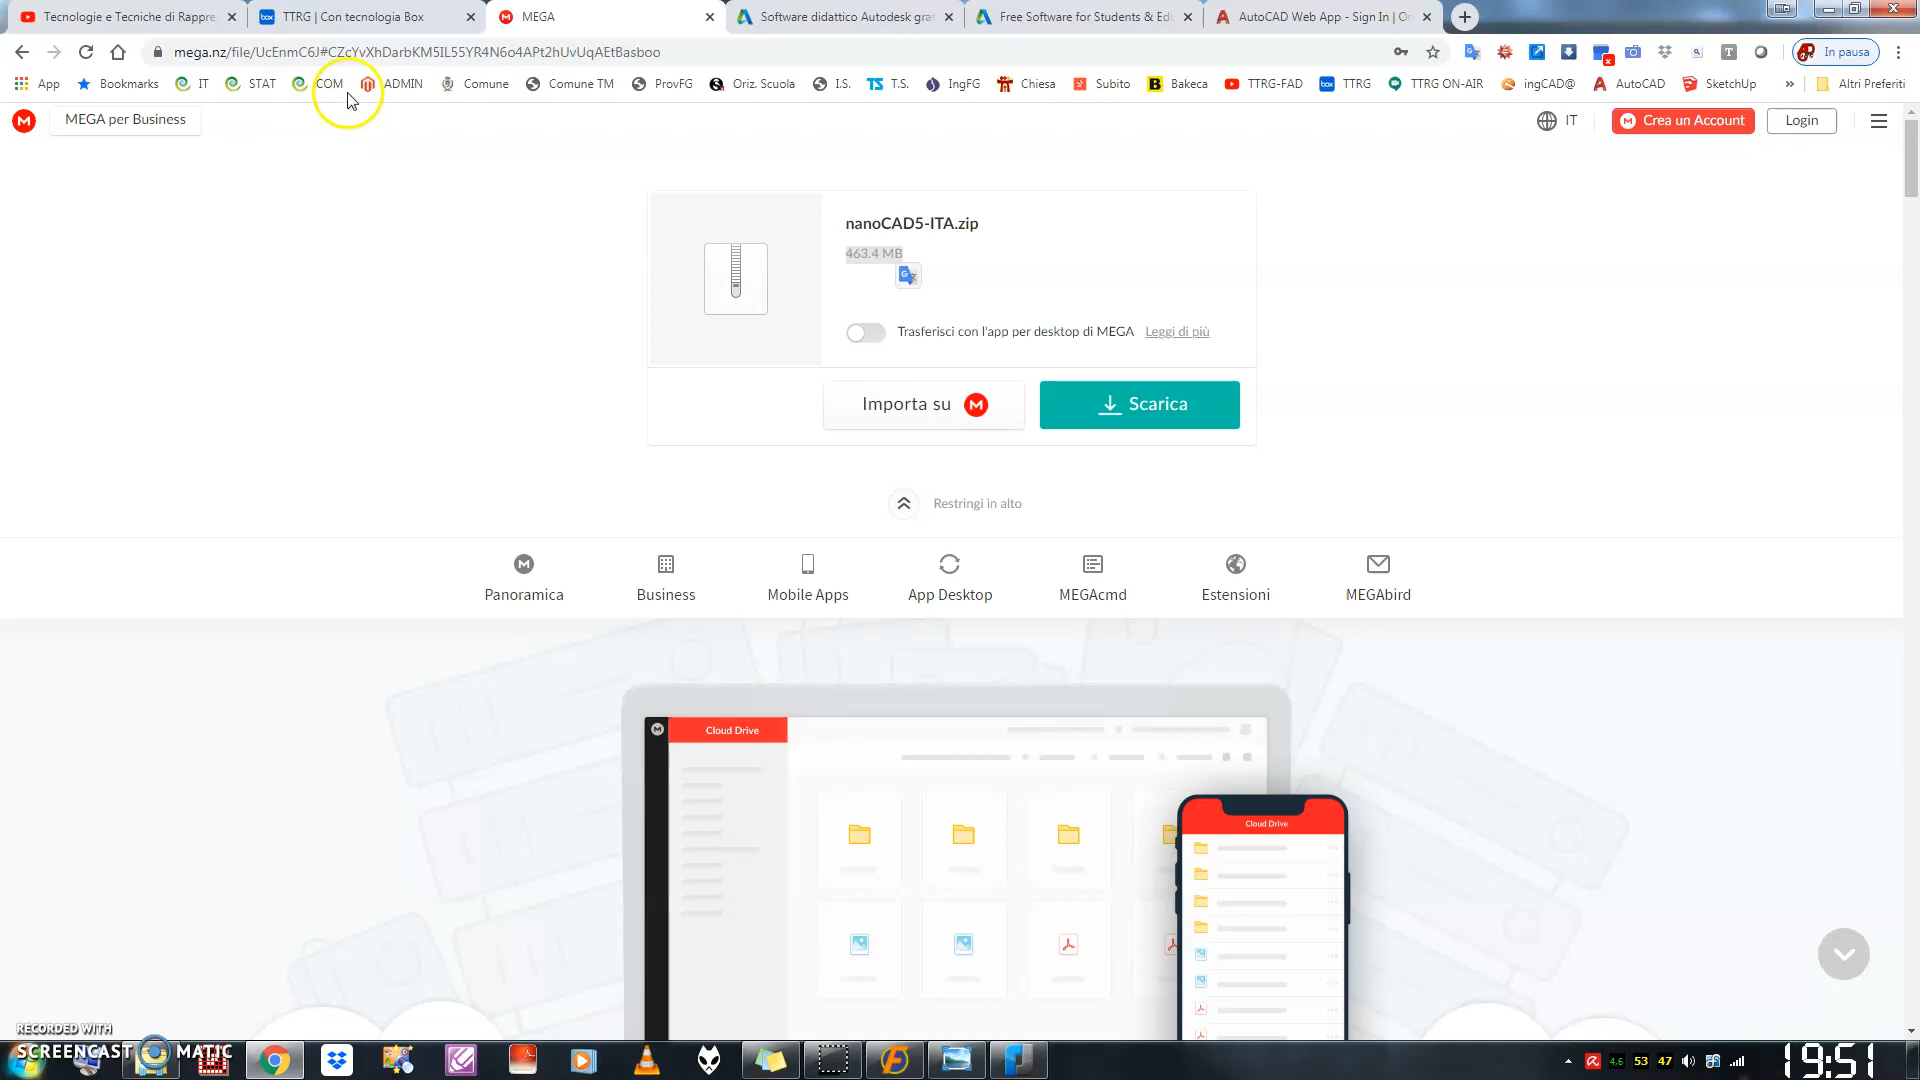 Tecnologie e Tecniche di Rappre
TTRG | Con tecnologia Box
MEGA
Software didattico Autodesk grat
Free Software for Students & Edu
AutoCAD Web App - Sign In | On
mega.nz/file/UcEnmC6J#CZcYvXhDarbKM5IL55YR4N6o4APt2hUvUqAEtBasboo
In pausa
App
Bookmarks
IT
STAT
COM
ADMIN
Comune
Comune TM
ProvFG
Oriz. Scuola
I.S.
T.S.
IngFG
Chiesa
Subito
Bakeca
TTRG-FAD
TTRG
TTRG ON-AIR
ingCAD@
AutoCAD
SketchUp
Altri Preferiti
MEGA per Business
IT
Crea un Account
Login
nanoCAD5-ITA.zip
463.4 MB
Trasferisci con l'app per desktop di MEGA Leggi di più
Importa su
Scarica
Restringi in alto
Panoramica
Business
Mobile Apps
App Desktop
MEGAcmd
Estensioni
MEGAbird
Cloud Drive
Cloud Drive
RECORDED WITH
SCREENCAST MATIC
4,6
53
47
19:51